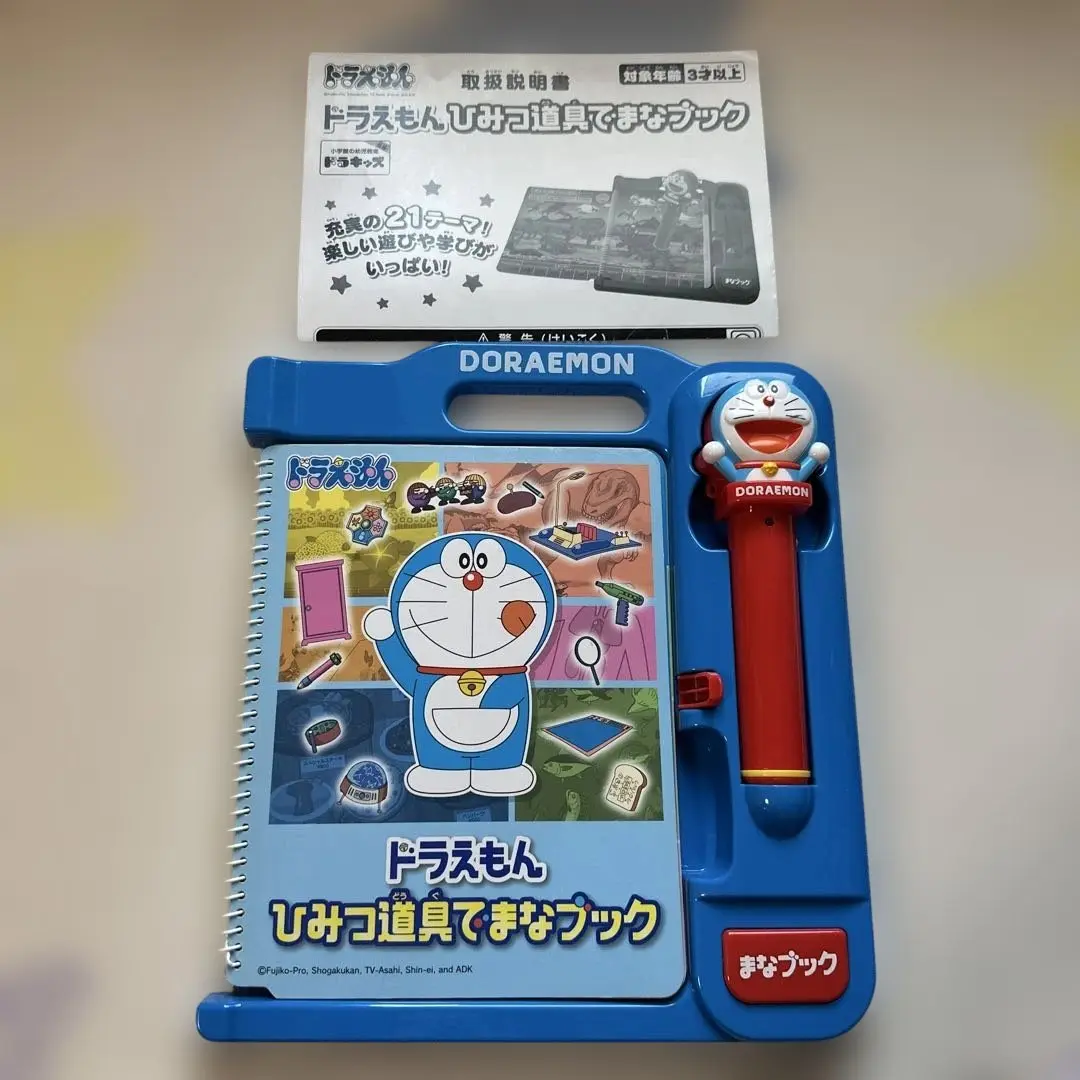 ドラえもん
取扱説明書
対象年齢 3才以上
ドラえもん ひみつ道具でまなブック
小学館の幼児教室
ドラキッズ
充実の21テーマ!
楽しい遊びや学びが
いっぱい!
まなブック
⚠ 警告(けいこく)
DORAEMON
DORAEMON
ドラえもん
ドラえもん
ひみつ道具でまなブック
©Fujiko-Pro, Shogakukan, TV-Asahi, Shin-ei, and ADK
まなブック